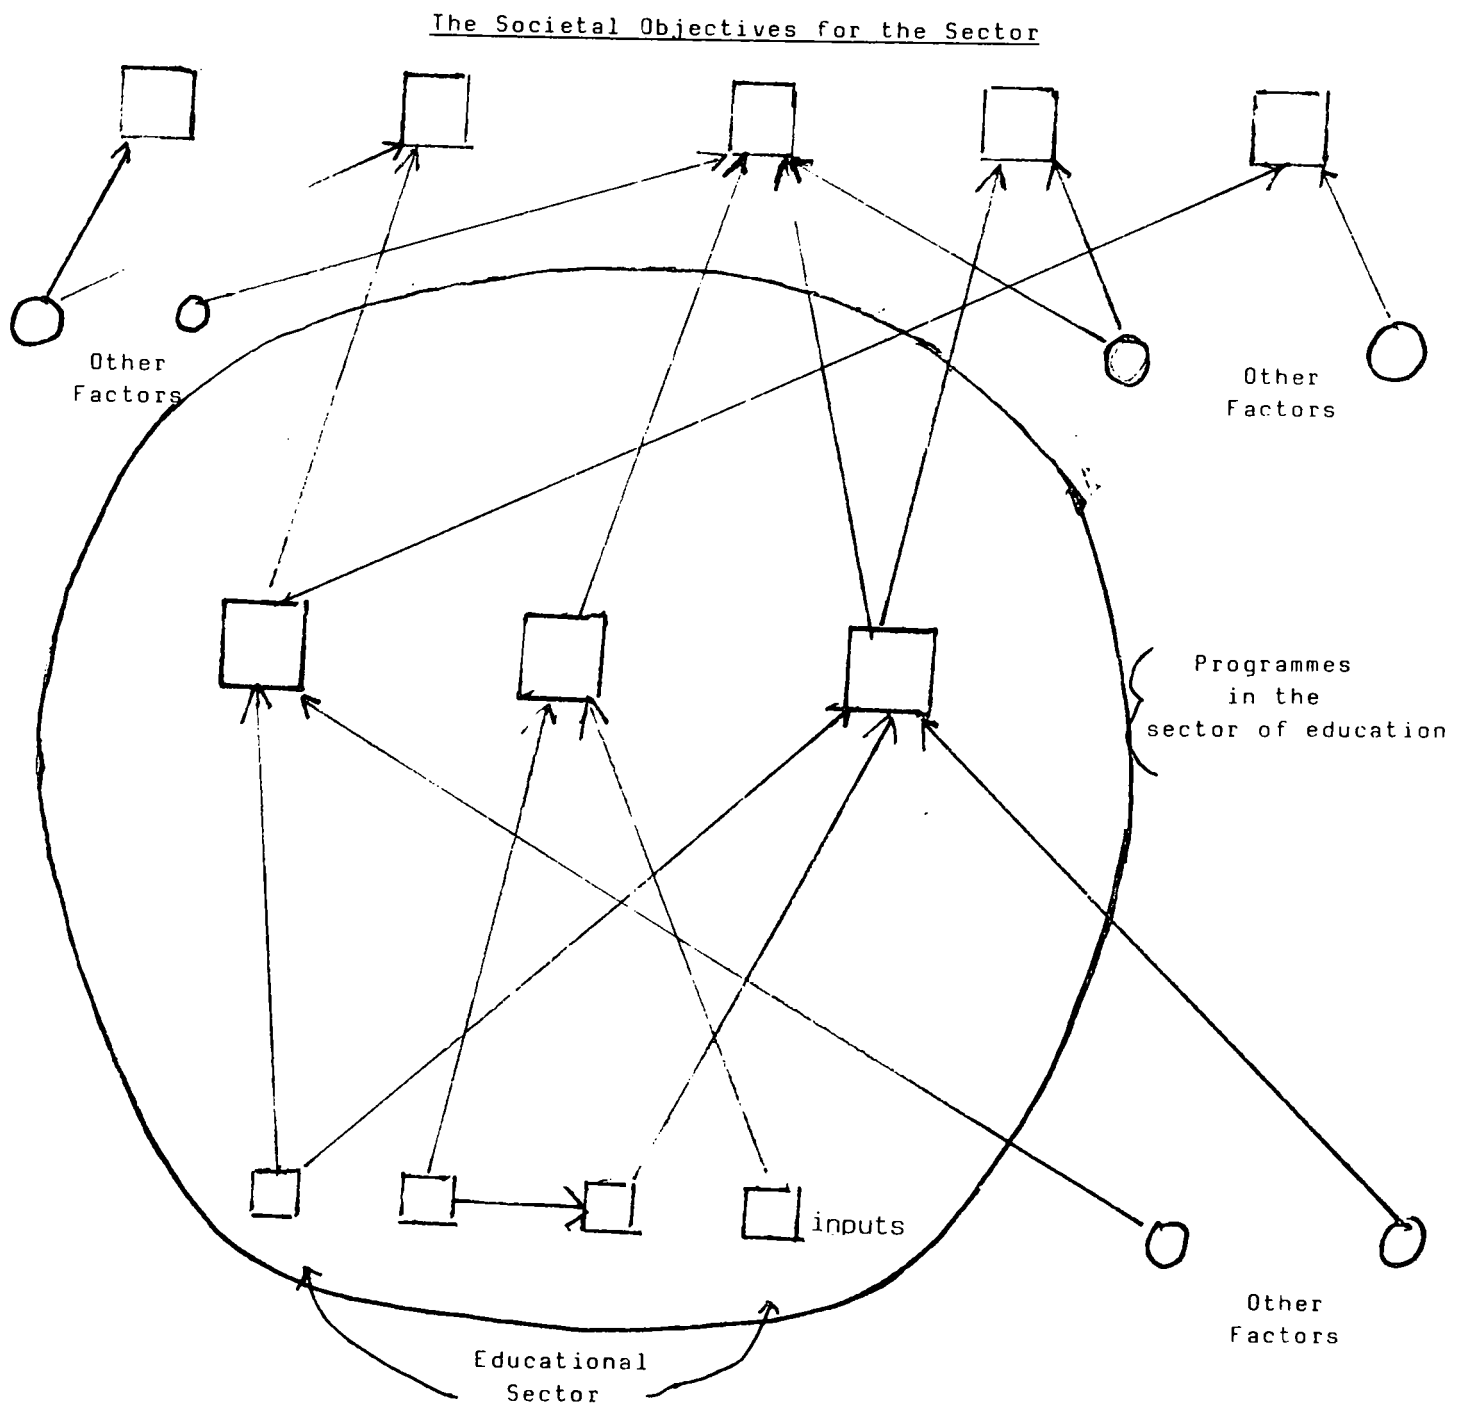 The Societal Objectives for the Sector
Other
Factors
Other
Factors
Programmes
in the
sector of education
inputs
Other
Factors
Educational
Sector